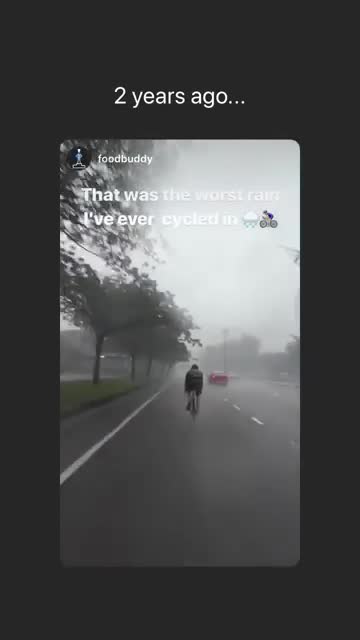 2 years ago...
foodbuddy
That was the worst rain
I've ever cycled in 🌧️🚴